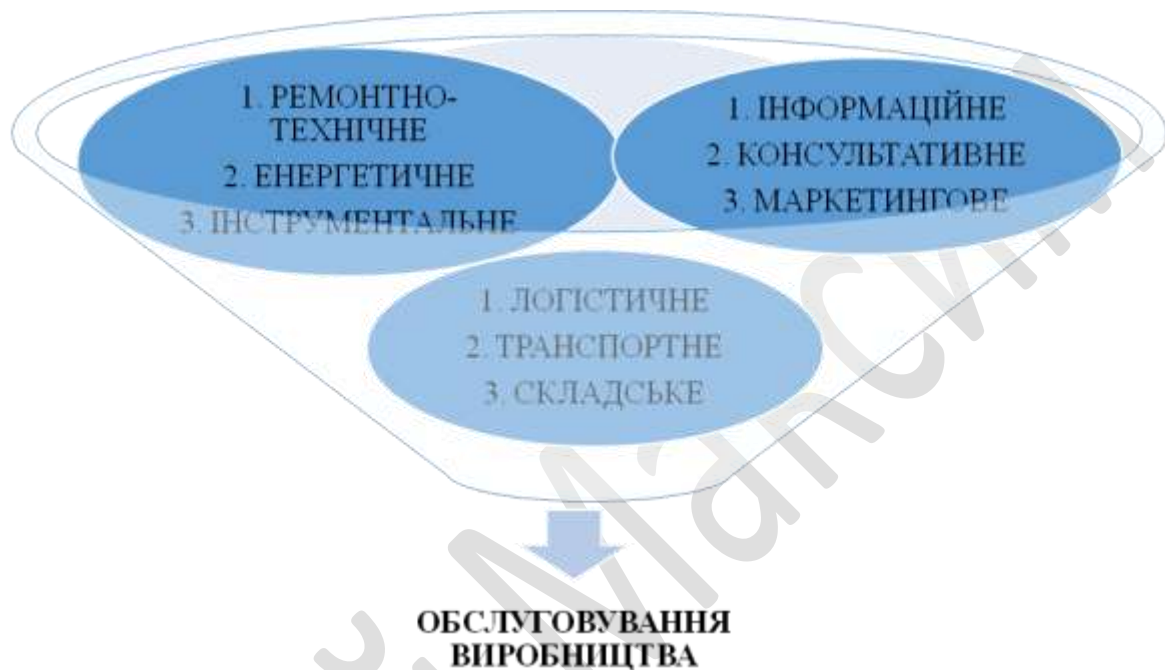 1. РЕМОНТНО-
ТЕХНІЧНЕ
2. ЕНЕРГЕТИЧНЕ
3. ІНСТРУМЕНТАЛЬНЕ
1. ІНФОРМАЦІЙНЕ
2. КОНСУЛЬТАТИВНЕ
3. МАРКЕТИНГОВЕ
1. ЛОГІСТИЧНЕ
2. ТРАНСПОРТНЕ
3. СКЛАДСЬКЕ
ОБСЛУГОВУВАННЯ
ВИРОБНИЦТВА